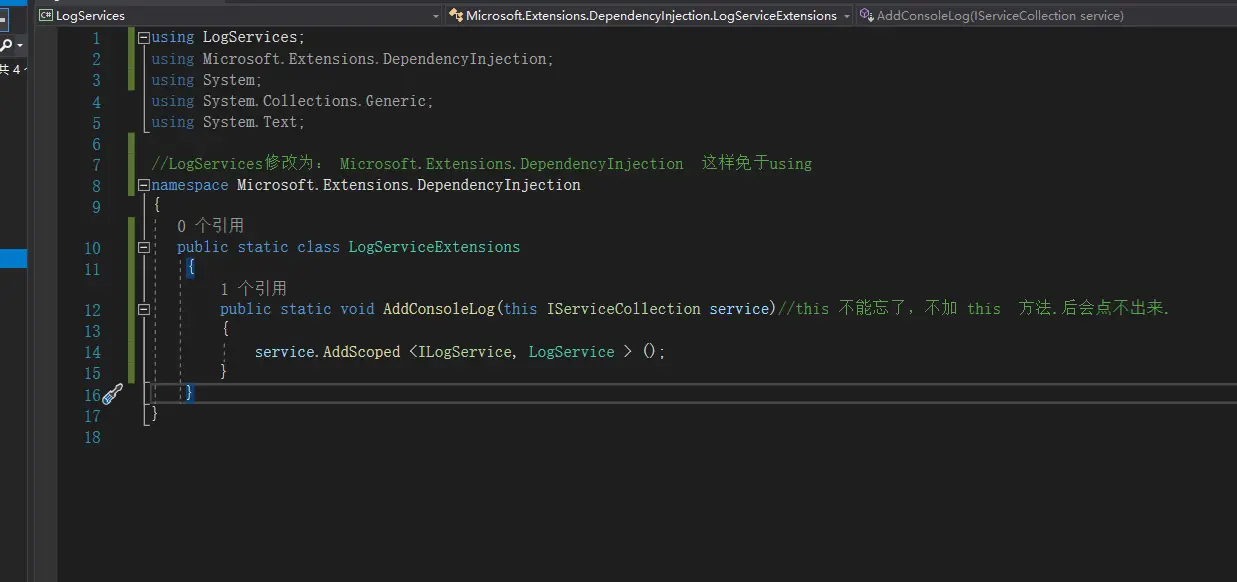 LogServices
Microsoft.Extensions.DependencyInjection.LogServiceExtensions
AddConsoleLog(IServiceCollection service)
共 4
1 using LogServices;
2 using Microsoft.Extensions.DependencyInjection;
3 using System;
4 using System.Collections.Generic;
5 using System.Text;
6
7 //LogServices修改为： Microsoft.Extensions.DependencyInjection 这样免于using
8 namespace Microsoft.Extensions.DependencyInjection
9 {
0 个引用
10 public static class LogServiceExtensions
11 {
1 个引用
12 public static void AddConsoleLog(this IServiceCollection service)//this 不能忘了，不加 this 方法.后会点不出来.
13 {
14 service.AddScoped <ILogService, LogService > ();
15 }
16 }
17 }
18